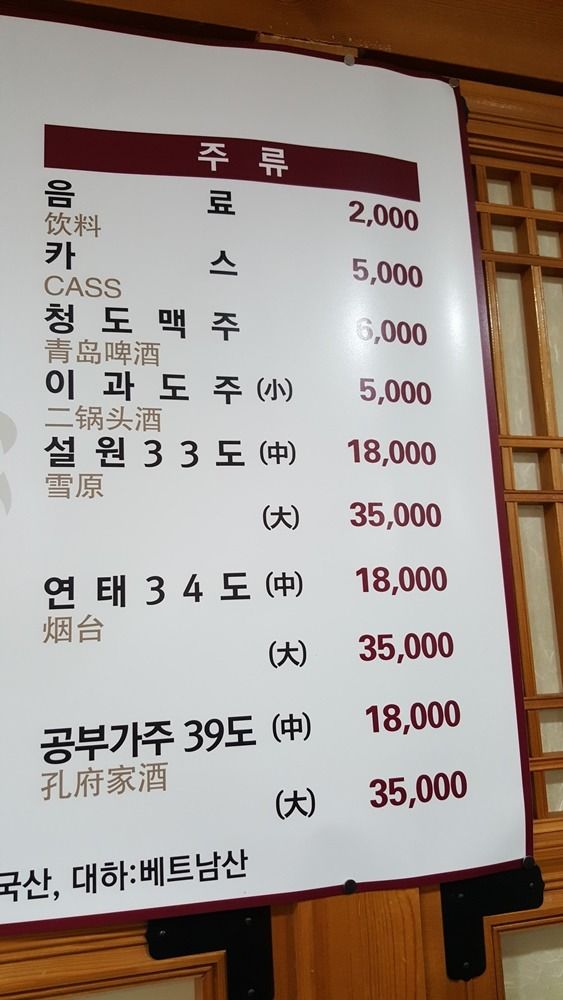 주 류
음 료 2,000
饮料
카 스 5,000
CASS
청 도 맥 주 6,000
青岛啤酒
이 과 도 주 (小) 5,000
二锅头酒
설 원 3 3 도 (中) 18,000
雪原
(大) 35,000
연 태 3 4 도 (中) 18,000
烟台
(大) 35,000
공부가주 39도 (中) 18,000
孔府家酒
(大) 35,000
국산, 대하:베트남산